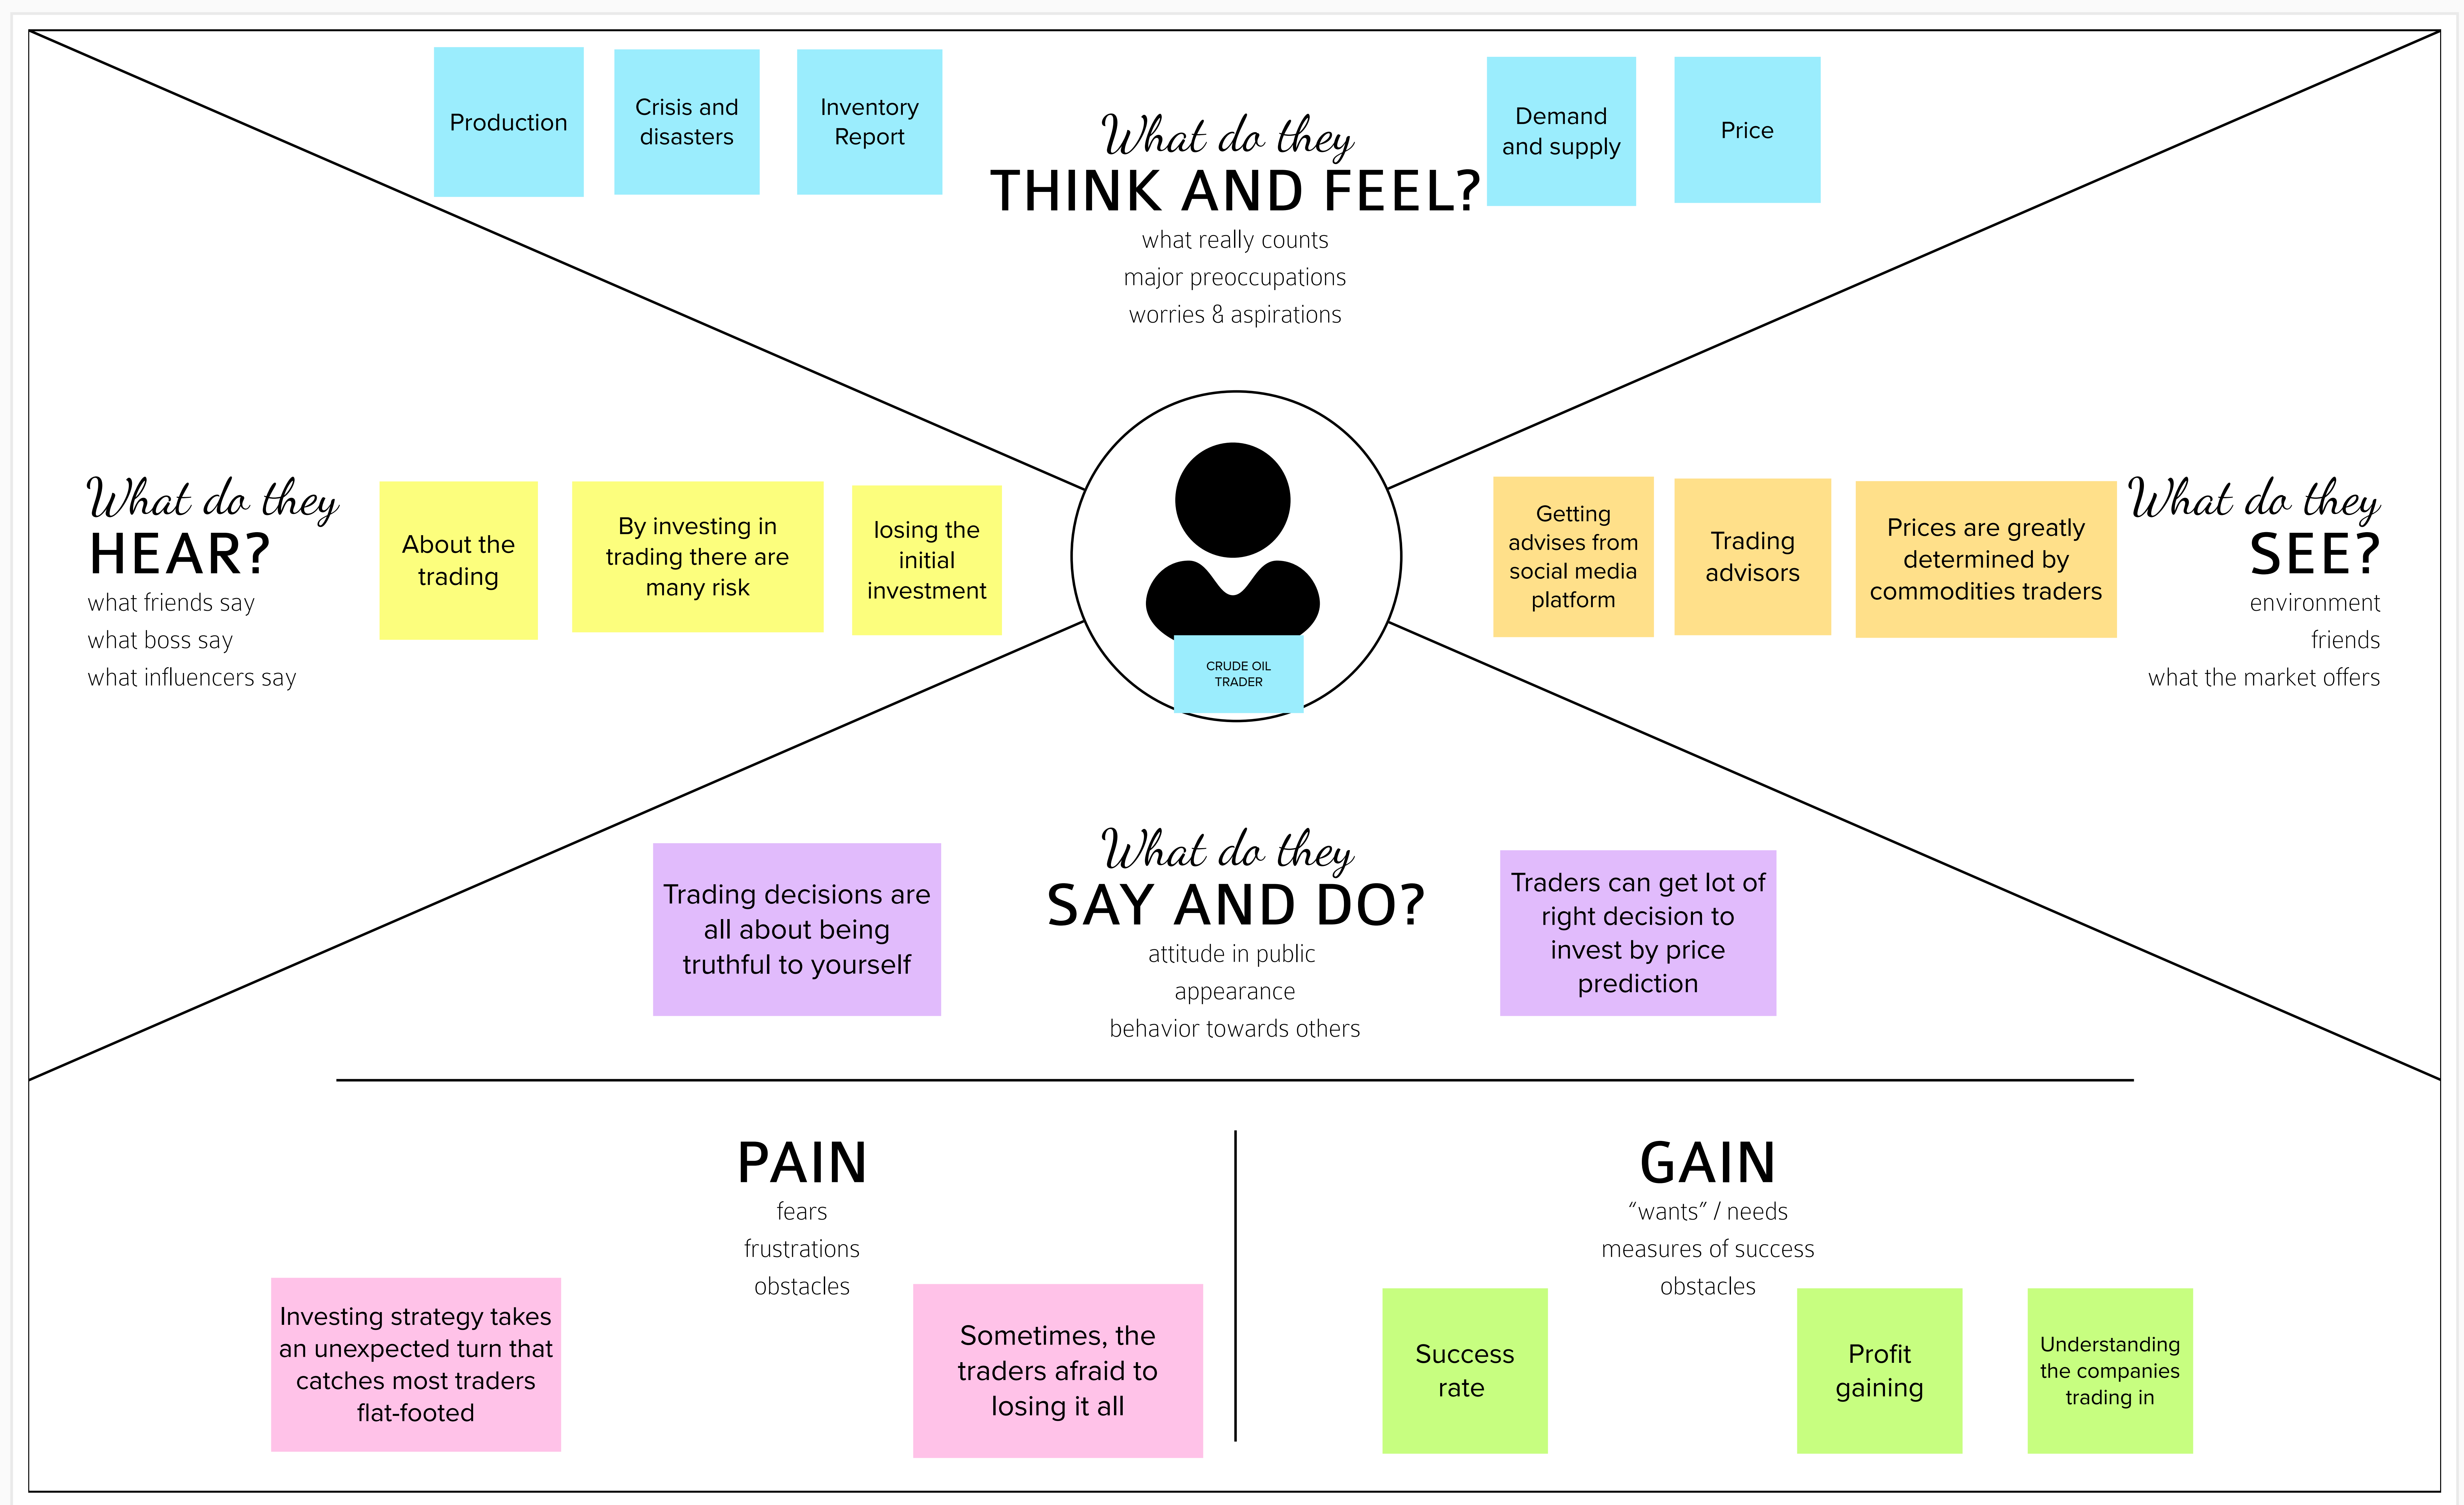 Production
Crisis and
disasters
Inventory
Report
What do they
THINK AND FEEL?
what really counts
major preoccupations
worries & aspirations
Demand
and supply
Price
What do they
HEAR?
what friends say
what boss say
what influencers say
About the
trading
By investing in
trading there are
many risk
losing the
initial
investment
CRUDE OIL
TRADER
Getting
advises from
social media
platform
Trading
advisors
Prices are greatly
determined by
commodities traders
What do they
SEE?
environment
friends
what the market offers
Trading decisions are
all about being
truthful to yourself
What do they
SAY AND DO?
attitude in public
appearance
behavior towards others
Traders can get lot of
right decision to
invest by price
prediction
PAIN
fears
frustrations
obstacles
Investing strategy takes
an unexpected turn that
catches most traders
flat-footed
Sometimes, the
traders afraid to
losing it all
GAIN
“wants” / needs
measures of success
obstacles
Success
rate
Profit
gaining
Understanding
the companies
trading in